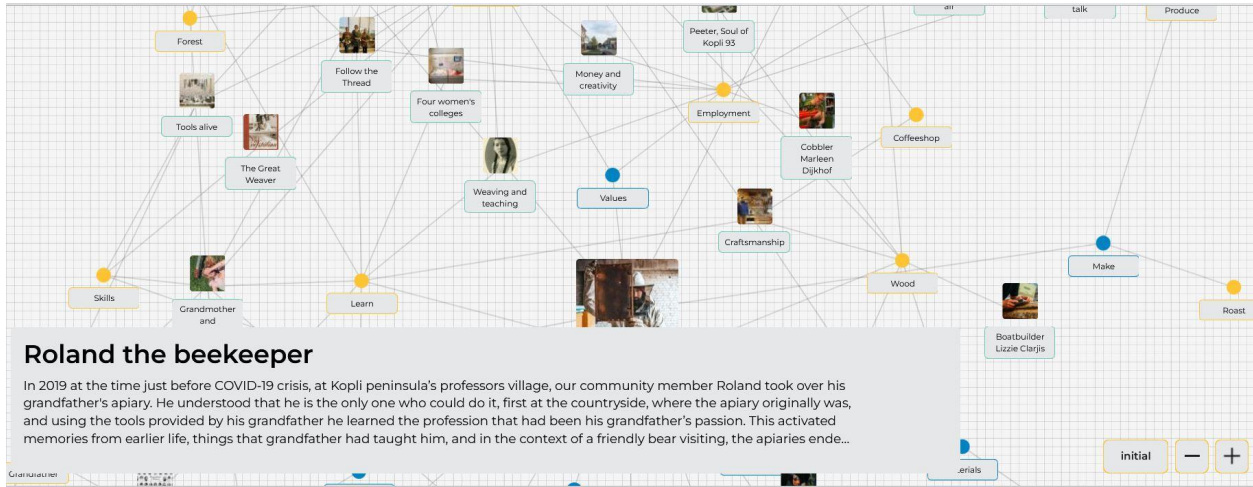 air
talk
Produce
Forest
Peeter, Soul of
Kopli 93
Follow the
Thread
Money and
creativity
Four women's
colleges
Employment
Tools alive
Coffeeshop
Cobbler
Marleen
Dijkhof
The Great
Weaver
Weaving and
teaching
Values
Craftsmanship
Make
Wood
Skills
Learn
Grandmother
and
Roast
Boatbuilder
Lizzie Clarjis
Roland the beekeeper
In 2019 at the time just before COVID-19 crisis, at Kopli peninsula's professors village, our community member Roland took over his
grandfather's apiary. He understood that he is the only one who could do it, first at the countryside, where the apiary originally was,
and using the tools provided by his grandfather he learned the profession that had been his grandfather's passion. This activated
memories from earlier life, things that grandfather had taught him, and in the context of a friendly bear visiting, the apiaries ende...
initial
Grandfather
erials